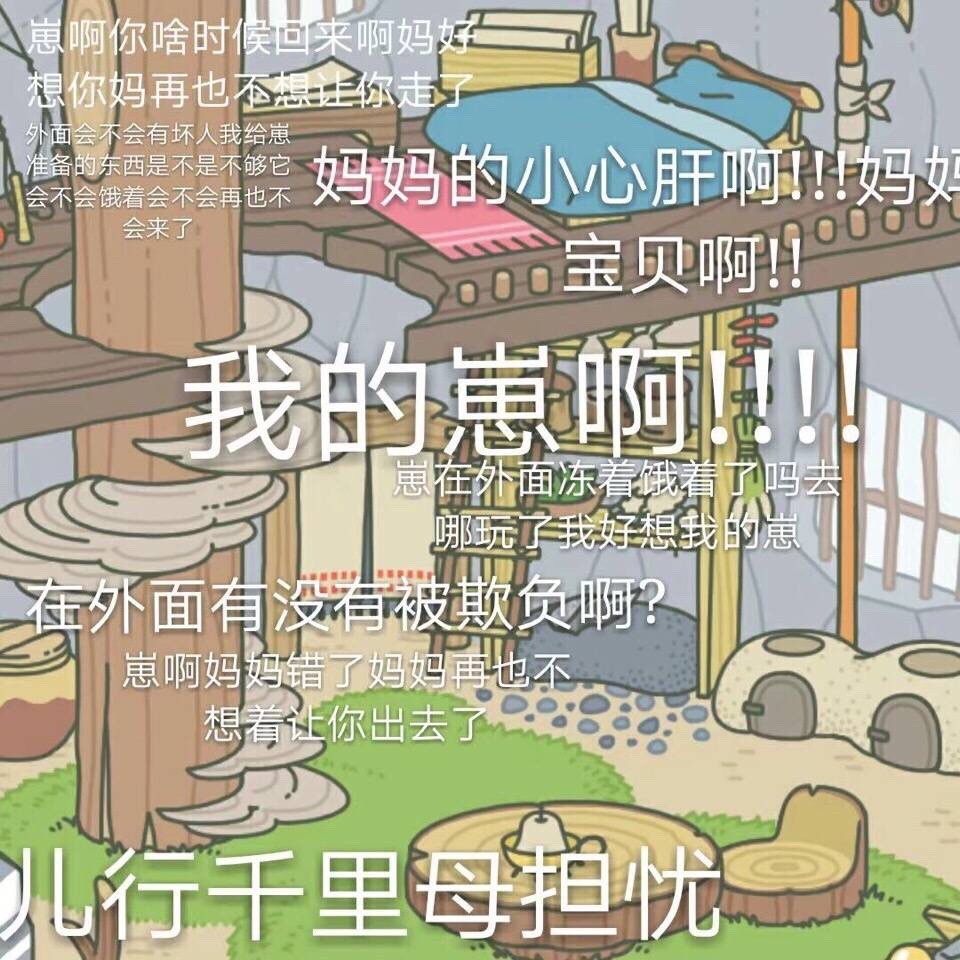 崽啊你啥时候回来啊妈好
想你妈再也不想让你走了
外面会不会有坏人我给崽
准备的东西是不是不够它
会不会饿着会不会再也不
会来了
妈妈的小心肝啊!!!妈妈
宝贝啊!!
我的崽啊!!!!
崽在外面冻着饿着了吗去
哪玩了我好想我的崽
在外面有没有被欺负啊?
崽啊妈妈错了妈妈再也不
想着让你出去了
儿行千里母担忧